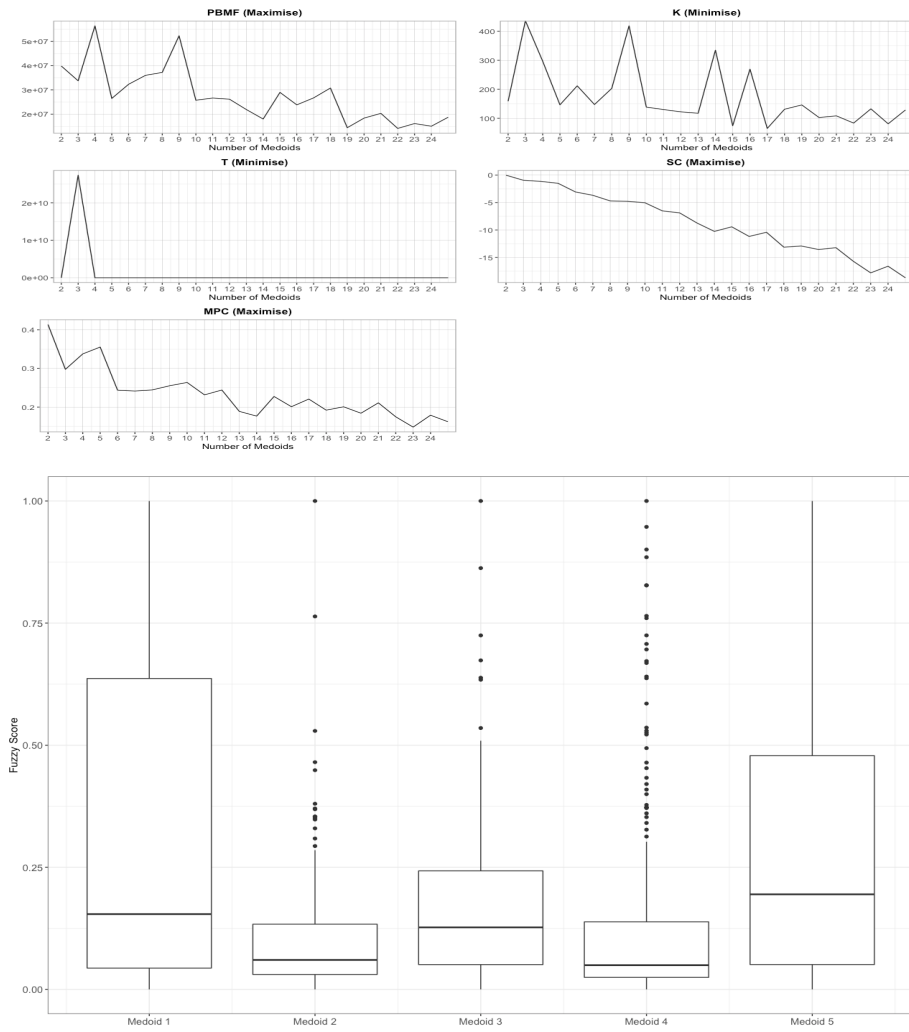 PBMF (Maximise)
5e+07
4e+07
3e+07
2e+07
2 3 4 5 6 7 8 9 10 11 12 13 14 15 16 17 18 19 20 21 22 23 24
Number of Medoids
K (Minimise)
400
300
200
100
2 3 4 5 6 7 8 9 10 11 12 13 14 15 16 17 18 19 20 21 22 23 24
Number of Medoids
T (Minimise)
2e+10
1e+10
0e+00
2 3 4 5 6 7 8 9 10 11 12 13 14 15 16 17 18 19 20 21 22 23 24
Number of Medoids
SC (Maximise)
0
-5
-10
-15
2 3 4 5 6 7 8 9 10 11 12 13 14 15 16 17 18 19 20 21 22 23 24
Number of Medoids
MPC (Maximise)
0.4
0.3
0.2
2 3 4 5 6 7 8 9 10 11 12 13 14 15 16 17 18 19 20 21 22 23 24
Number of Medoids
Fuzzy Score
1.00
0.75
0.50
0.25
0.00
Medoid 1 Medoid 2 Medoid 3 Medoid 4 Medoid 5